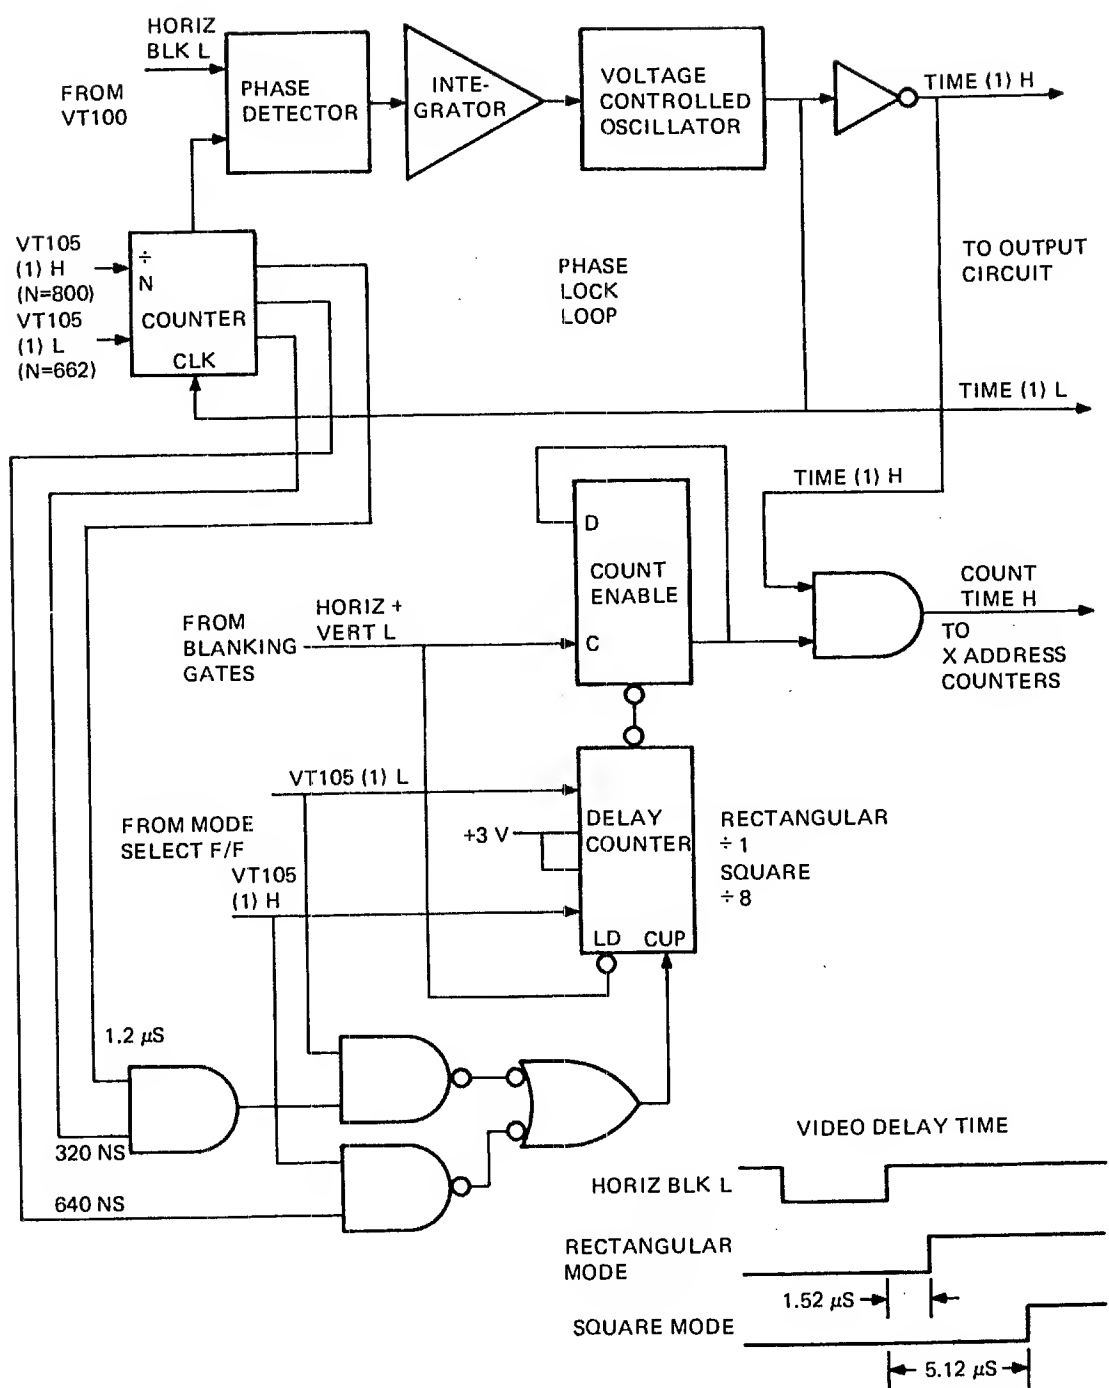 HORIZ
BLK L
FROM
VT100
PHASE
DETECTOR
INTE-
GRATOR
VOLTAGE
CONTROLLED
OSCILLATOR
TIME (1) H
VT105
(1) H
(N=800)
VT105
(1) L
(N=662)
÷
N
COUNTER
CLK
PHASE
LOCK
LOOP
TO OUTPUT
CIRCUIT
TIME (1) L
TIME (1) H
D
COUNT
ENABLE
C
FROM
BLANKING
GATES
HORIZ +
VERT L
COUNT
TIME H
TO
X ADDRESS
COUNTERS
VT105 (1) L
FROM MODE
SELECT F/F
+3 V
DELAY
COUNTER
RECTANGULAR
÷ 1
SQUARE
÷ 8
VT105
(1) H
LD CUP
1.2 µS
320 NS
640 NS
VIDEO DELAY TIME
HORIZ BLK L
RECTANGULAR
MODE
1.52 µS
SQUARE MODE
5.12 µS